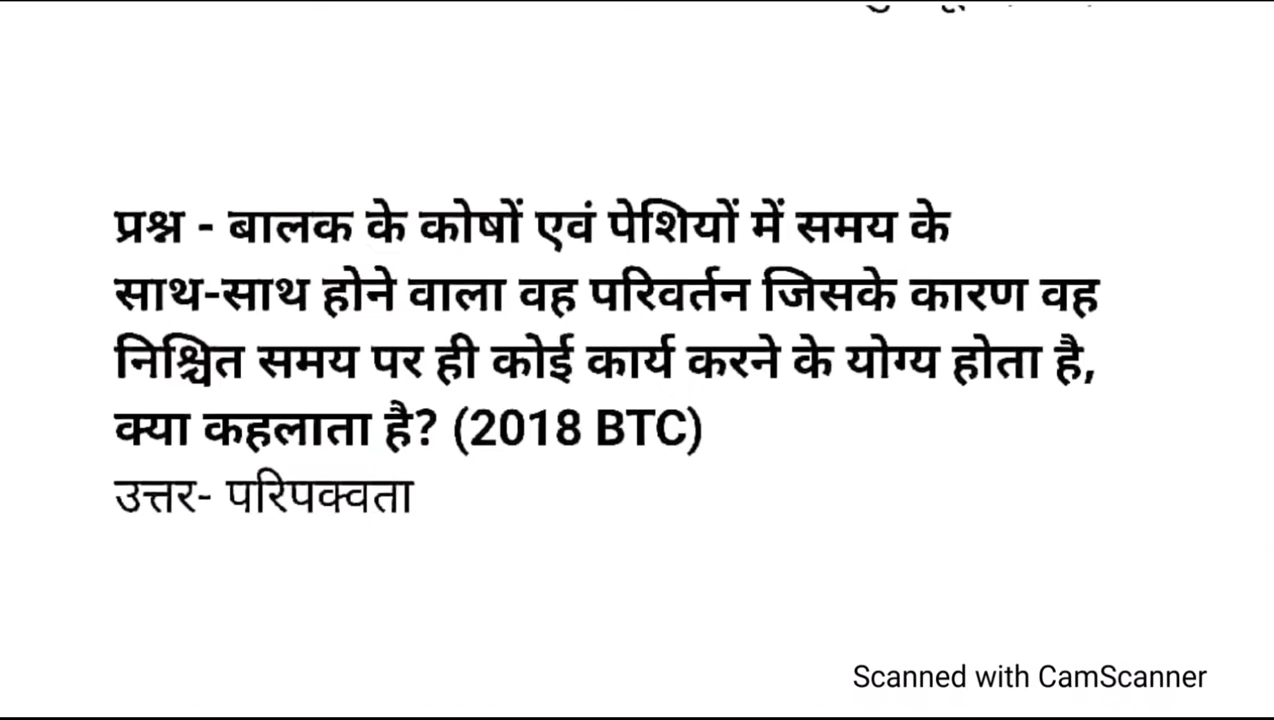 प्रश्न - बालक के कोषों एवं पेशियों में समय के
साथ-साथ होने वाला वह परिवर्तन जिसके कारण वह
निश्चित समय पर ही कोई कार्य करने के योग्य होता है,
क्या कहलाता है? (2018 BTC)
उत्तर- परिपक्वता
Scanned with CamScanner